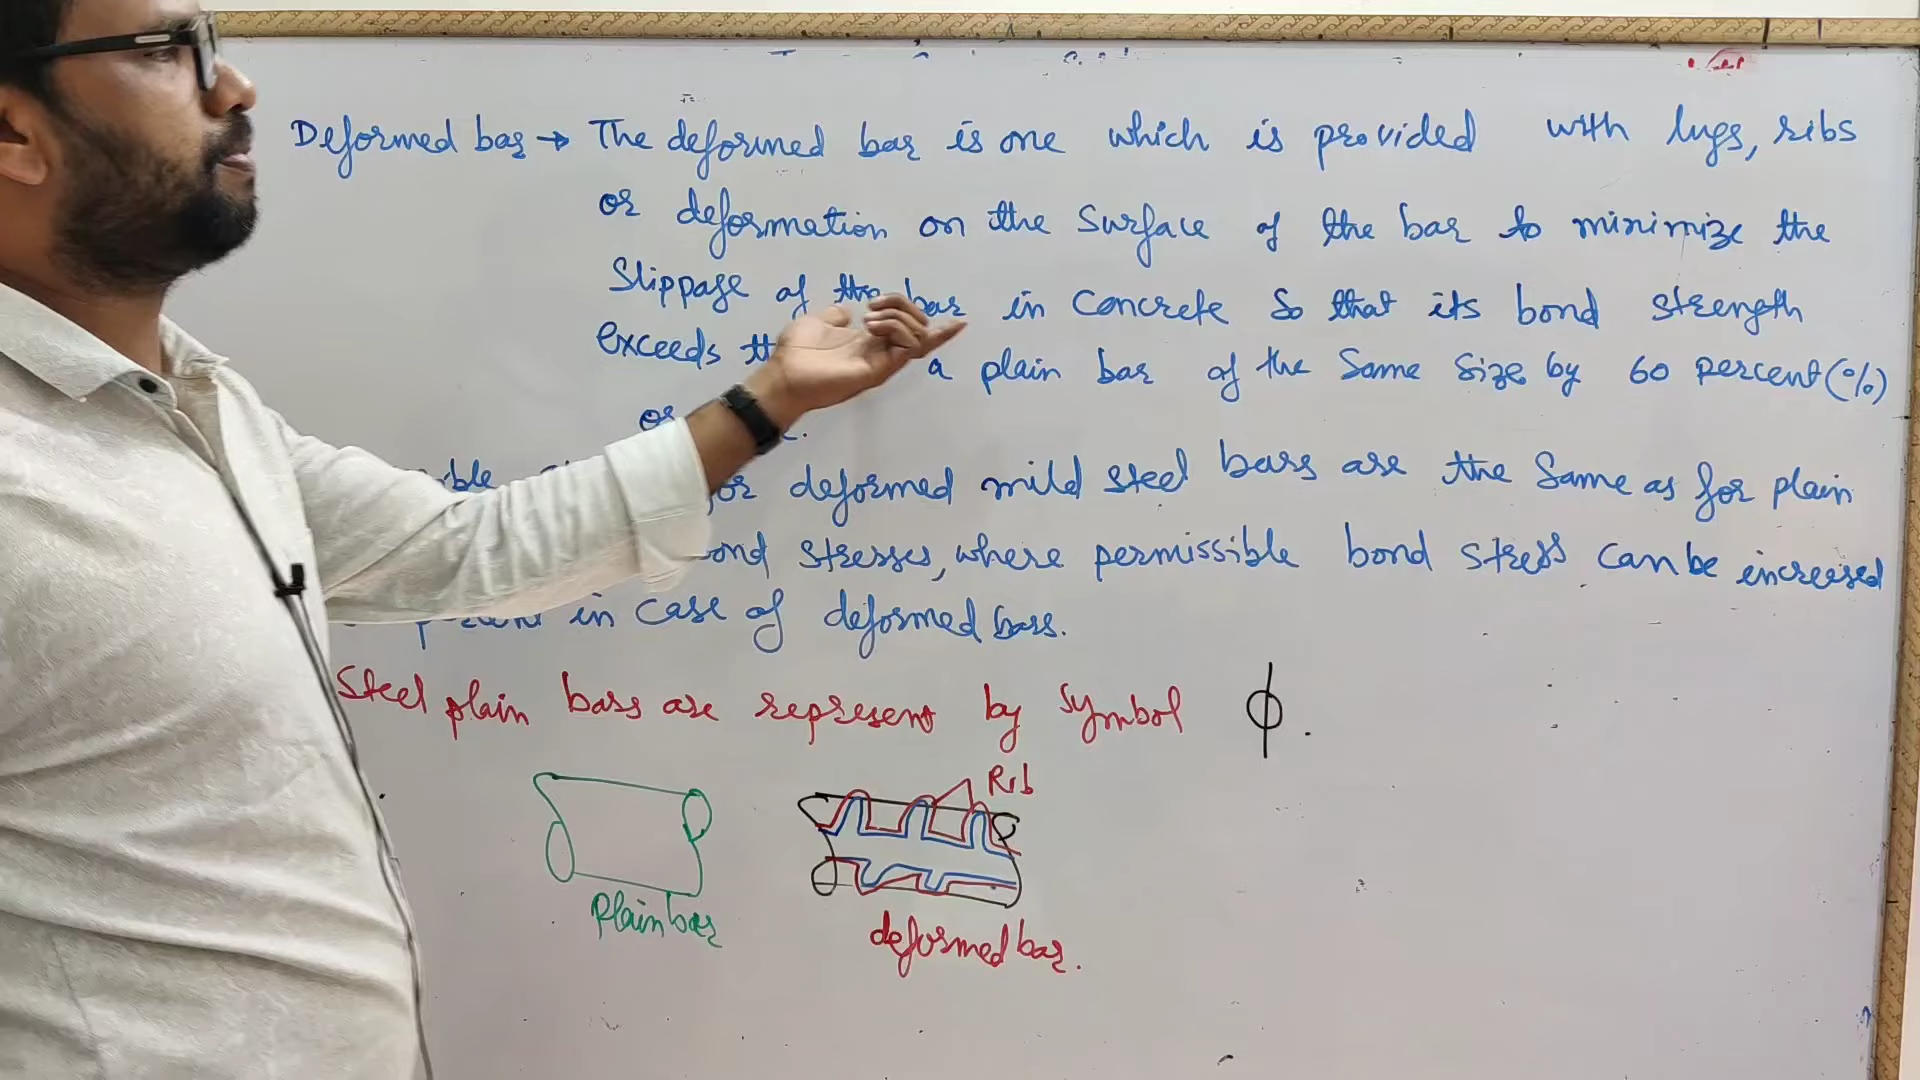 Deformed bar → The deformed bar is one which is provided with lugs, ribs
or deformation on the surface of the bar to minimize the
Slippage of the bar in Concrete So that its bond strength
exceeds a plain bar of the Same Size by 60 percent (%)
or
for deformed mild steel bars are the Same as for plain
bond stresses, where permissible bond stress can be increased
in case of deformed bars.
Steel plain bars are represent by Symbol ϕ.
Rib
Plain bar
deformed bar.